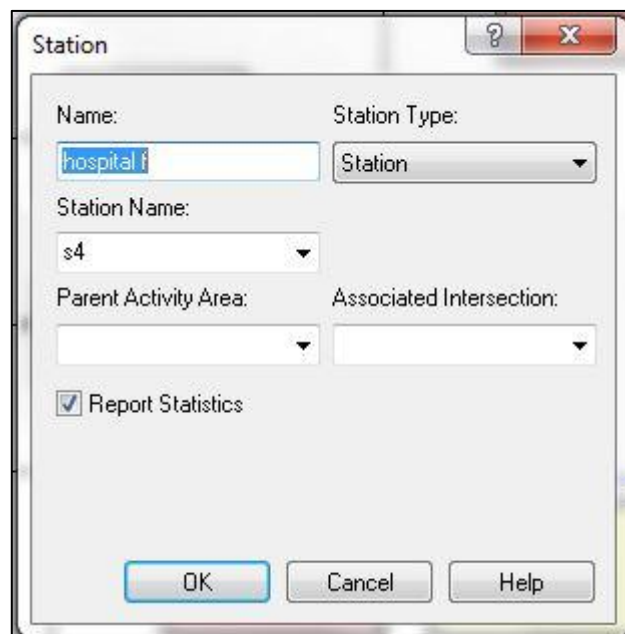 Station
?
Name: Station Type:
hospital f Station
Station Name:
s4
Parent Activity Area: Associated Intersection:
Report Statistics
OK Cancel Help